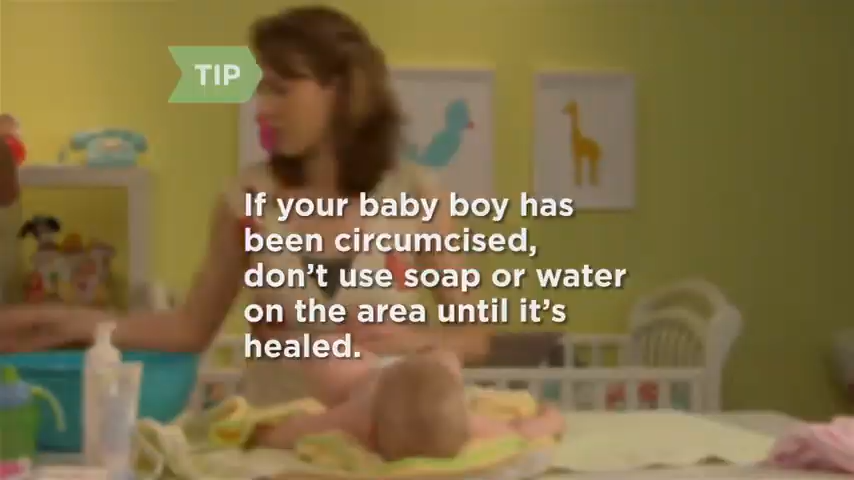 TIP
If your baby boy has
been circumcised,
don't use soap or water
on the area until it's
healed.